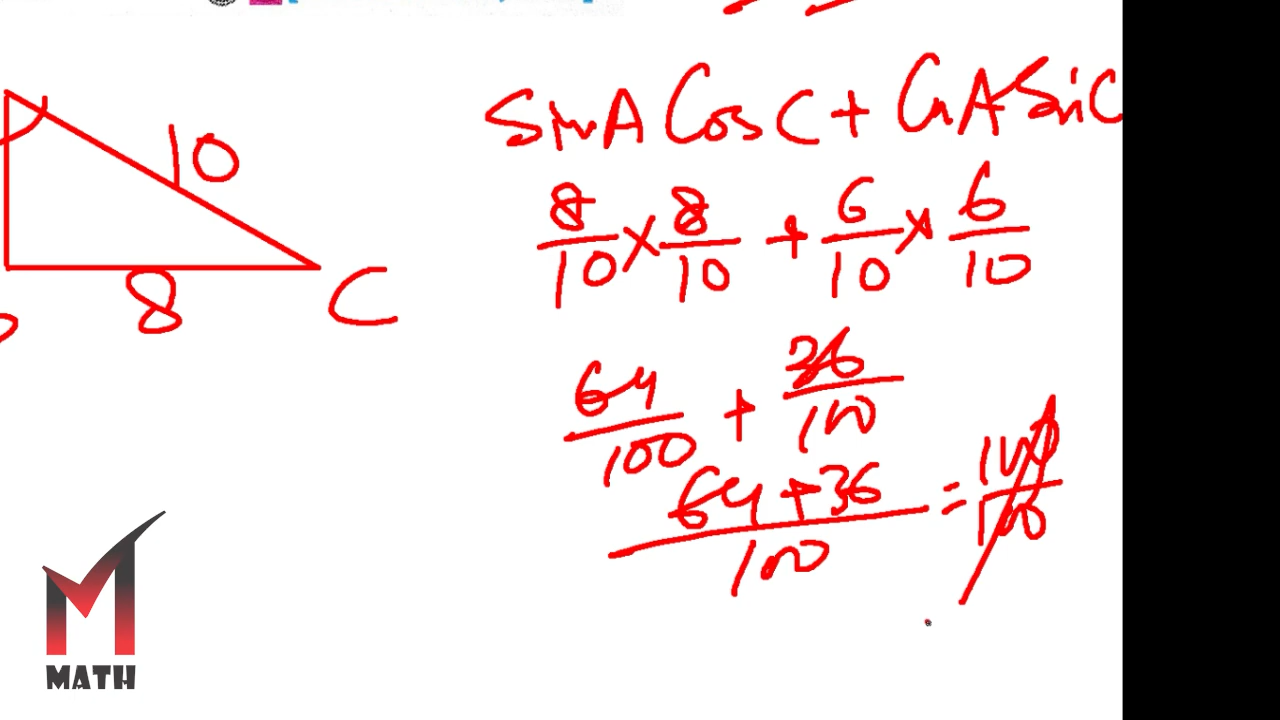 SinA CosC + CosA SinC
10
8/10 × 8/10 + 6/10 × 6/10
8
C
64/100 + 36/100
64+36/100 = 100/100
MATH